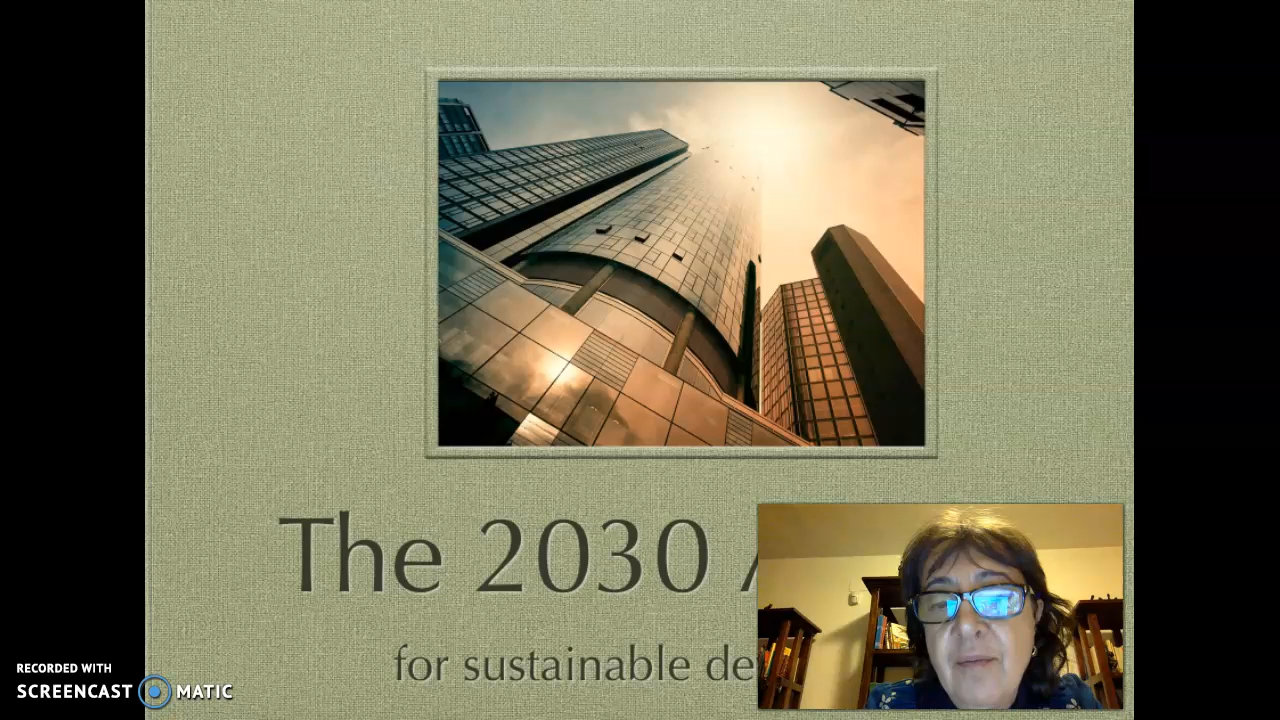 The 2030
for sustainable de
RECORDED WITH
SCREENCAST MATIC